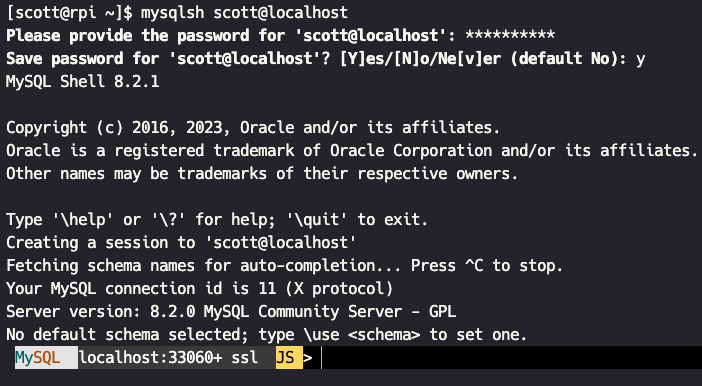 [scott@rpi ~]$ mysqlsh scott@localhost
Please provide the password for 'scott@localhost': **********
Save password for 'scott@localhost'? [Y]es/[N]o/Ne[v]er (default No): y
MySQL Shell 8.2.1
Copyright (c) 2016, 2023, Oracle and/or its affiliates.
Oracle is a registered trademark of Oracle Corporation and/or its affiliates.
Other names may be trademarks of their respective owners.
Type '\help' or '\?' for help; '\quit' to exit.
Creating a session to 'scott@localhost'
Fetching schema names for auto-completion... Press ^C to stop.
Your MySQL connection id is 11 (X protocol)
Server version: 8.2.0 MySQL Community Server - GPL
No default schema selected; type \use <schema> to set one.
MySQL localhost:33060+ ssl JS >